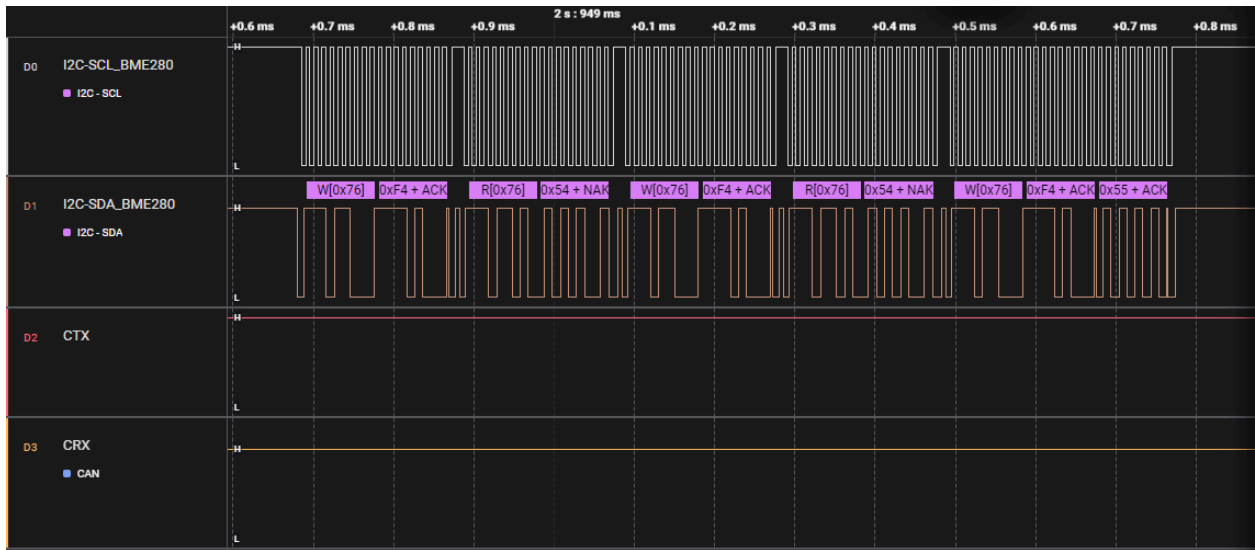 2 s : 949 ms
+0.6 ms +0.7 ms +0.8 ms +0.9 ms +0.1 ms +0.2 ms +0.3 ms +0.4 ms +0.5 ms +0.6 ms +0.7 ms +0.8 ms
D0 I2C-SCL_BME280 H
I2C - SCL
L
W[0x76] 0xF4 + ACK R[0x76] 0x54 + NAK W[0x76] 0xF4 + ACK R[0x76] 0x54 + NAK W[0x76] 0xF4 + ACK 0x55 + ACK
D1 I2C-SDA_BME280 H
I2C - SDA
L
H
D2 CTX
L
D3 CRX H
CAN
L